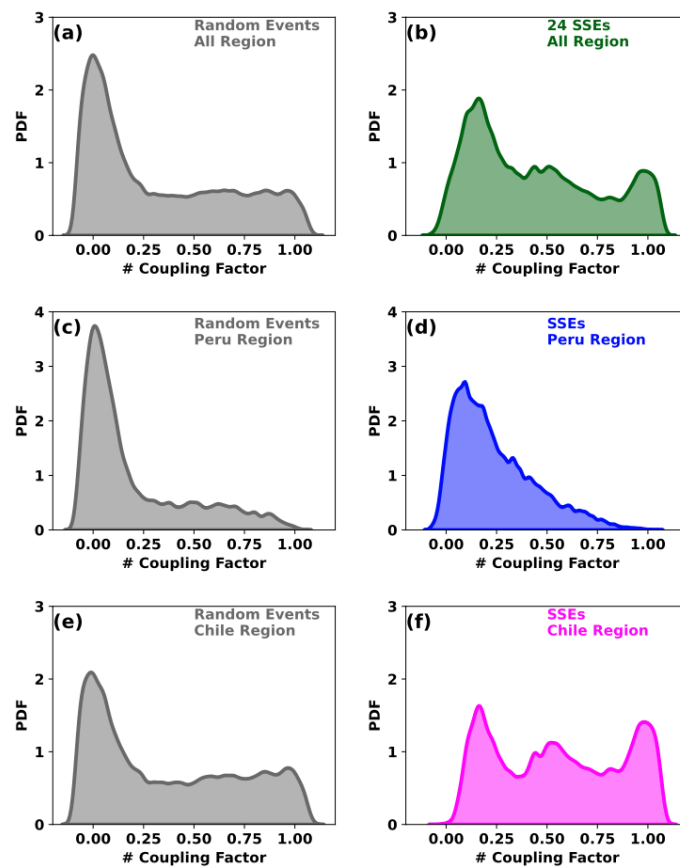 (a)
Random Events
All Region
3
2
1
0
PDF
0.00 0.25 0.50 0.75 1.00
# Coupling Factor
(b)
24 SSEs
All Region
3
2
1
0
PDF
0.00 0.25 0.50 0.75 1.00
# Coupling Factor
(c)
Random Events
Peru Region
4
3
2
1
0
PDF
0.00 0.25 0.50 0.75 1.00
# Coupling Factor
(d)
SSEs
Peru Region
4
3
2
1
0
PDF
0.00 0.25 0.50 0.75 1.00
# Coupling Factor
(e)
Random Events
Chile Region
3
2
1
0
PDF
0.00 0.25 0.50 0.75 1.00
# Coupling Factor
(f)
SSEs
Chile Region
3
2
1
0
PDF
0.00 0.25 0.50 0.75 1.00
# Coupling Factor